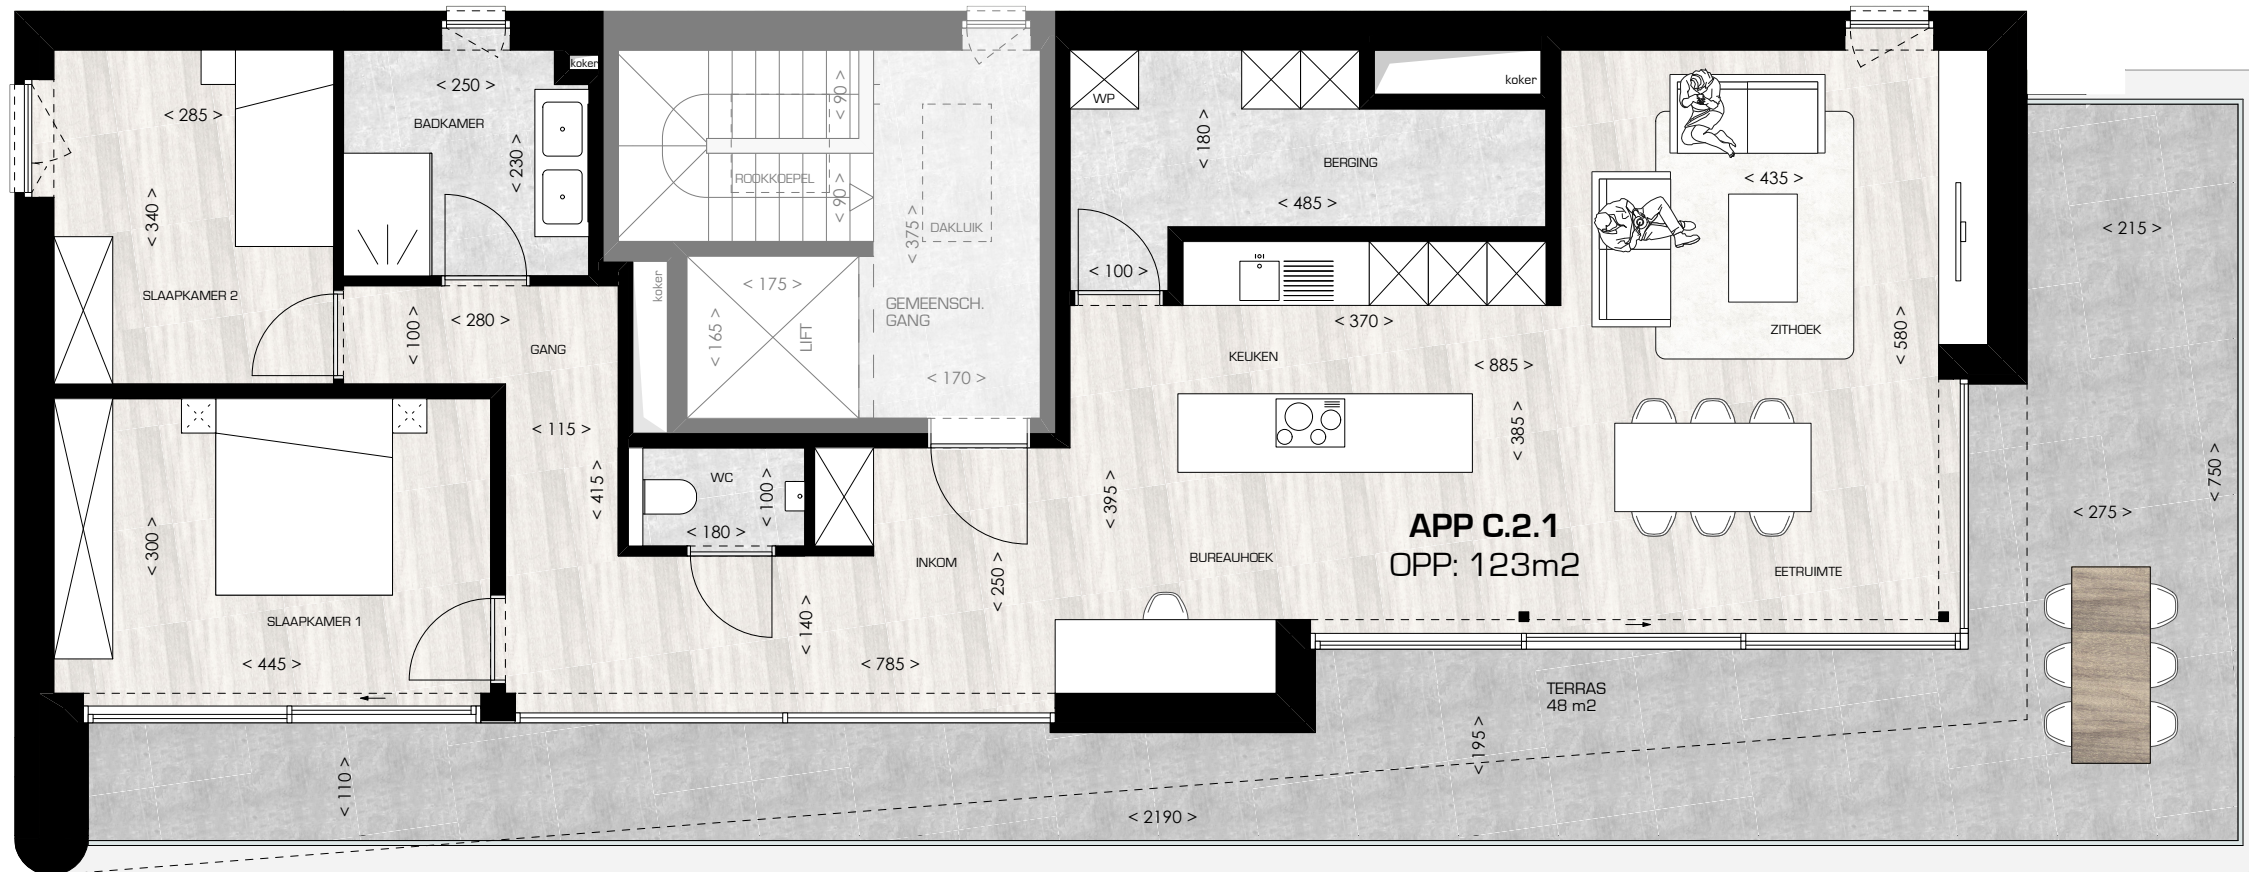 koker
< 285 >
< 250 >
BADKAMER
< 230 >
< 340 >
SLAAPKAMER 2
< 90 >
ROOKKOEPEL
< 90 >
< 375 >
DAKLUIK
koker
< 175 >
< 165 >
LIFT
GEMEENSCH.
GANG
< 170 >
WP
koker
< 180 >
BERGING
< 485 >
< 100 >
< 435 >
ZITHOEK
< 580 >
< 215 >
< 100 >
< 280 >
GANG
< 370 >
KEUKEN
< 885 >
< 385 >
< 115 >
< 415 >
WC
< 100 >
< 180 >
< 395 >
APP C.2.1
OPP: 123m2
< 750 >
< 275 >
< 300 >
SLAAPKAMER 1
< 445 >
INKOM
< 250 >
< 140 >
< 785 >
BUREAUHOEK
EETRUIMTE
TERRAS
48 m2
< 195 >
< 110 >
< 2190 >